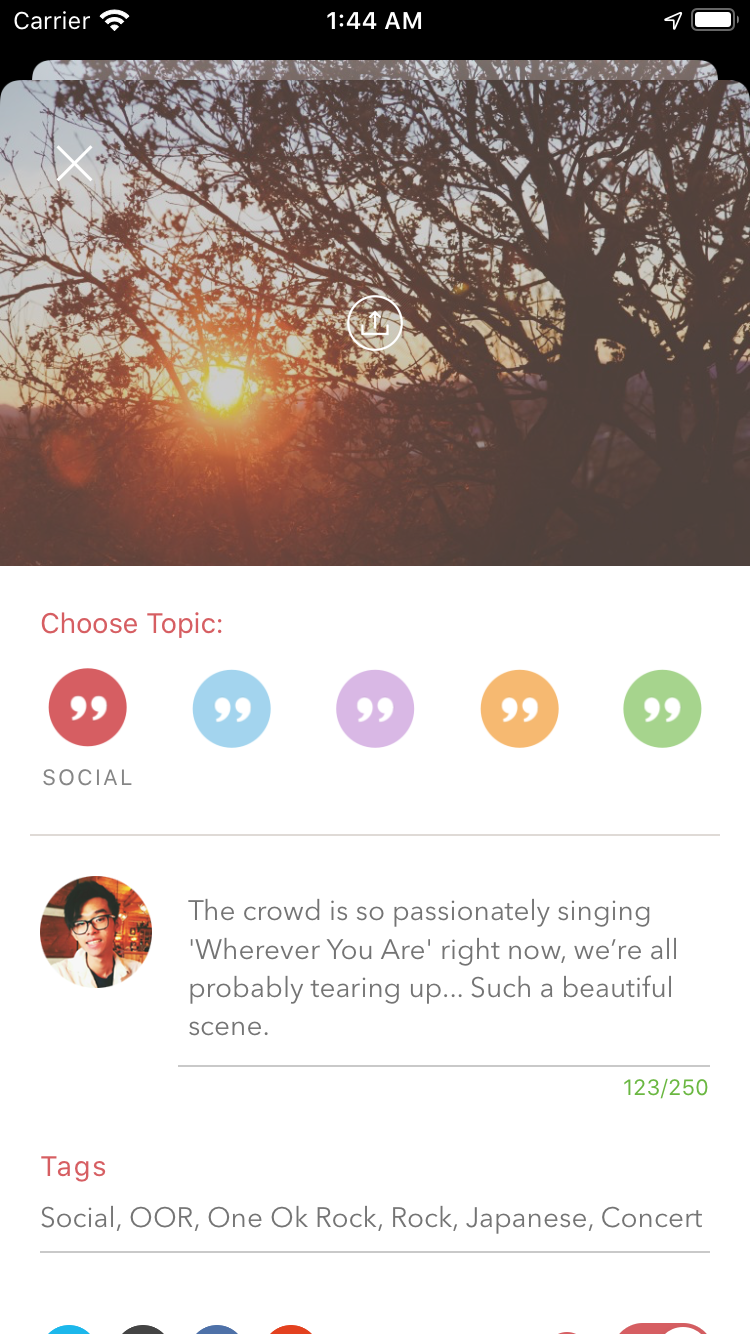 Carrier
1:44 AM
Choose Topic:
SOCIAL
The crowd is so passionately singing
'Wherever You Are' right now, we’re all
probably tearing up... Such a beautiful
scene.
123/250
Tags
Social, OOR, One Ok Rock, Rock, Japanese, Concert